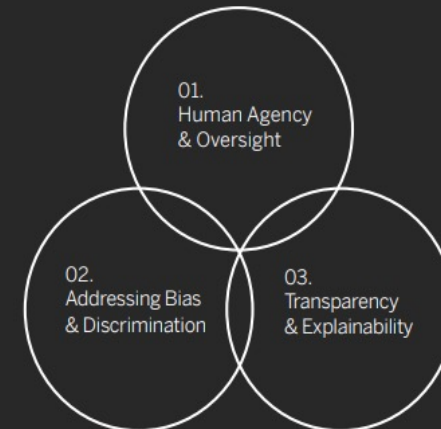 01.
Human Agency
& Oversight
02.
Addressing Bias
& Discrimination
03.
Transparency
& Explainability